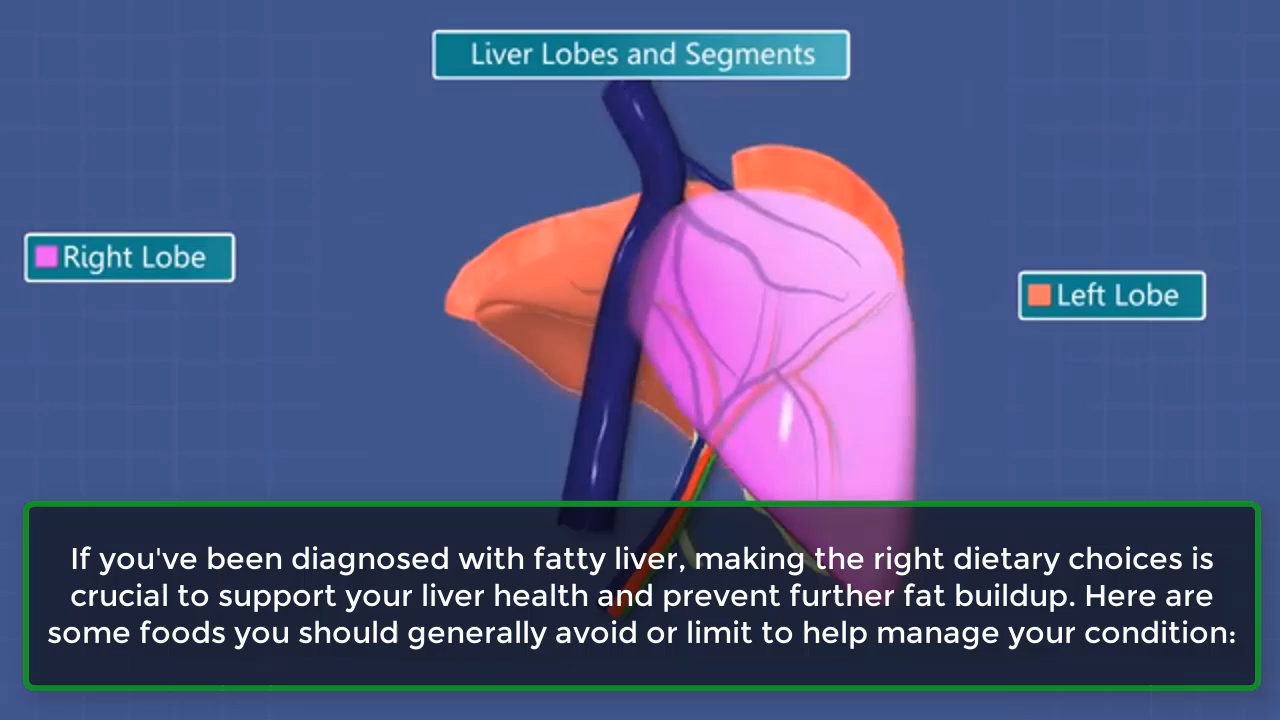 Liver Lobes and Segments
Right Lobe
Left Lobe
If you've been diagnosed with fatty liver, making the right dietary choices is
crucial to support your liver health and prevent further fat buildup. Here are
some foods you should generally avoid or limit to help manage your condition: